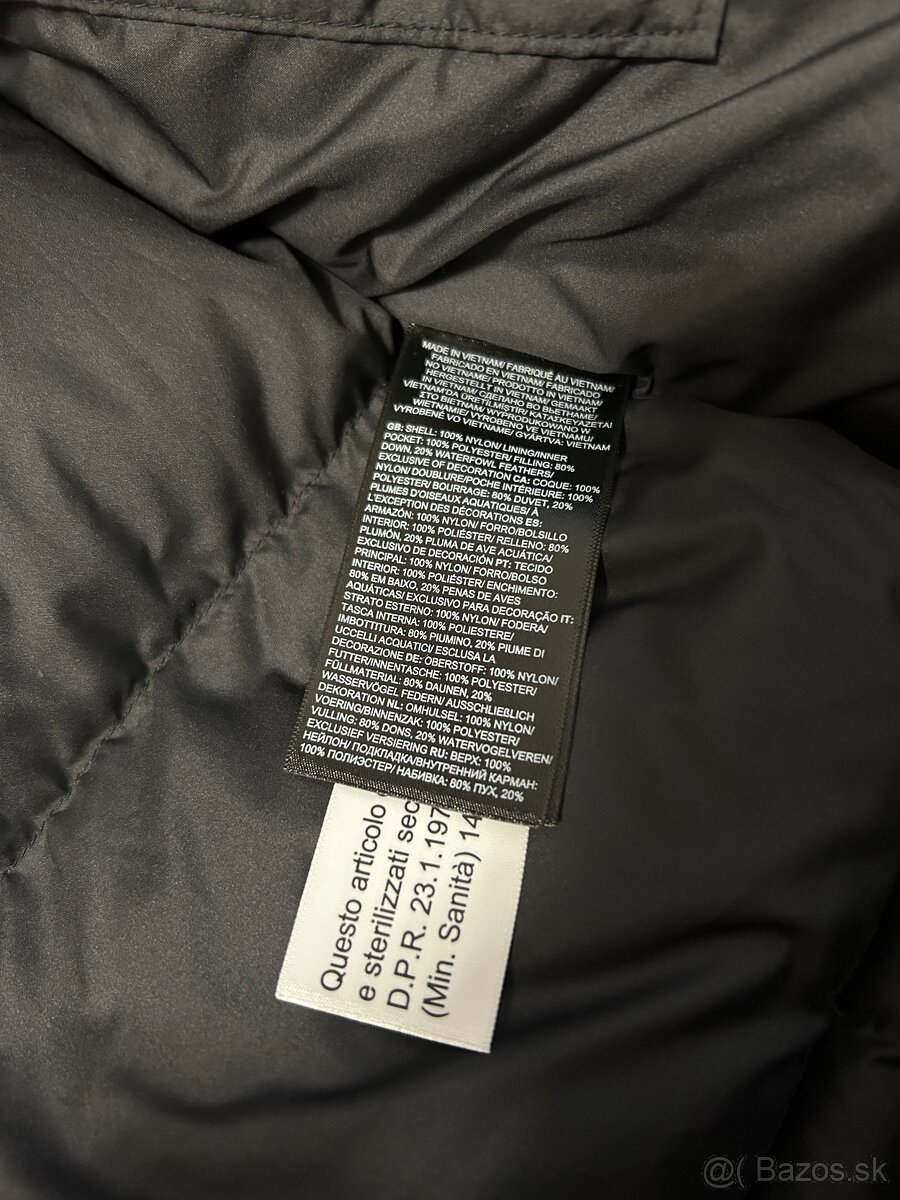 MADE IN VIETNAM/ FABRIQUÉ AU VIETNAM/
FABRICADO EN VIETNAM/ FABRICADO
NO VIETNAME/ PRODOTTO IN VIETNAM/
HERGESTELLT IN VIETNAM/ GEMAAKT
IN VIETNAM/ СДЕЛАНО ВО ВЬЕТНАМЕ/
VİETNAM'DA ÜRETİLMİŞTİR/ ΚΑΤΑΣΚΕΥΑΖΕΤΑΙ
ΣΤΟ ΒΙΕΤΝΑΜ/ WYPRODUKOWANO W
WIETNAMIE/ VYROBENO VE VIETNAMU/
VYROBENÉ VO VIETNAME/ GYÁRTVA: VIETNAM
GB: SHELL: 100% NYLON/ LINING/INNER
POCKET: 100% POLYESTER/ FILLING: 80%
DOWN, 20% WATERFOWL FEATHERS/
EXCLUSIVE OF DECORATION CA: COQUE: 100%
NYLON/ DOUBLURE/POCHE INTÉRIEURE: 100%
POLYESTER/ BOURRAGE: 80% DUVET, 20%
PLUMES D'OISEAUX AQUATIQUES/ À
L'EXCEPTION DES DÉCORATIONS ES:
ARMAZÓN: 100% NYLON/ FORRO/BOLSILLO
INTERIOR: 100% POLIÉSTER/ RELLENO: 80%
PLUMÓN, 20% PLUMA DE AVE ACUÁTICA/
EXCLUSIVO DE DECORACIÓN PT: TECIDO
PRINCIPAL: 100% NYLON/ FORRO/BOLSO
INTERIOR: 100% POLIÉSTER/ ENCHIMENTO:
80% EM BAIXO, 20% PENAS DE AVES
AQUÁTICAS/ EXCLUSIVO PARA DECORAÇÃO IT:
STRATO ESTERNO: 100% NYLON/ FODERA/
TASCA INTERNA: 100% POLIESTERE/
IMBOTTITURA: 80% PIUMINO, 20% PIUME DI
UCCELLI ACQUATICI/ ESCLUSA LA
DECORAZIONE DE: OBERSTOFF: 100% NYLON/
FUTTER/INNENTASCHE: 100% POLYESTER/
FÜLLMATERIAL: 80% DAUNEN, 20%
WASSERVÖGEL FEDERN/ AUSSCHLIEẞLICH
DEKORATION NL: OMHULSEL: 100% NYLON/
VOERING/BINNENZAK: 100% POLYESTER/
VULLING: 80% DONS, 20% WATERVOGELVEREN/
EXCLUSIEF VERSIERING RU: ВЕРХ: 100%
НЕЙЛОН/ ПОДКЛАДКА/ВНУТРЕННИЙ КАРМАН:
100% ПОЛИЭСТЕР/ НАБИВКА: 80% ПУХ, 20%
Questo articolo
e sterilizzati sec
D.P.R. 23.1.197
(Min. Sanità) 14
@( Bazos.sk